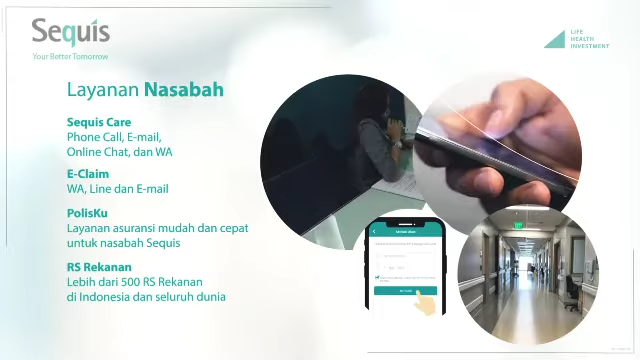 Sequis
Your Better Tomorrow
LIFE
HEALTH
INVESTMENT
Layanan Nasabah
Sequis Care
Phone Call, E-mail,
Online Chat, dan WA
E-Claim
WA, Line dan E-mail
PolisKu
Layanan asuransi mudah dan cepat
untuk nasabah Sequis
RS Rekanan
Lebih dari 500 RS Rekanan
di Indonesia dan seluruh dunia